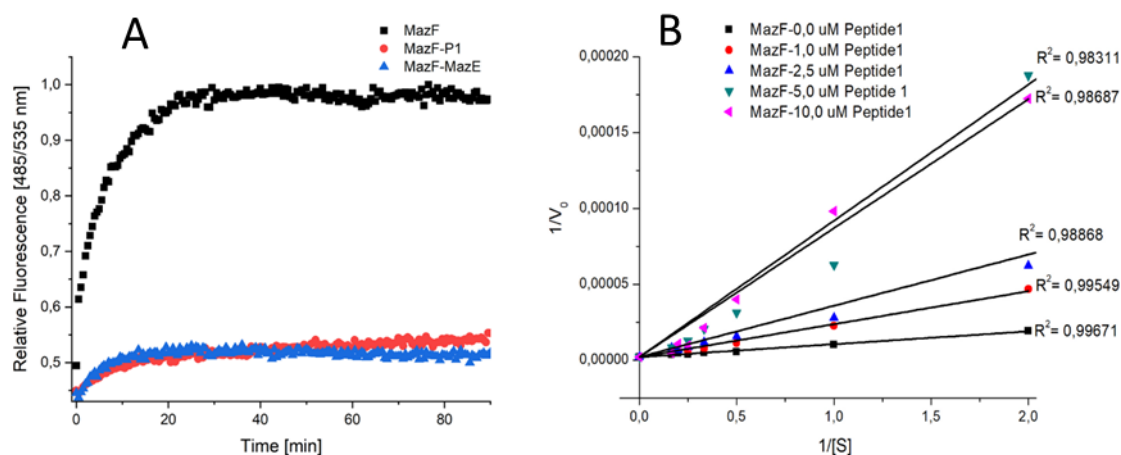 A
MazF
MazF-P1
MazF-MazE
1,0
0,9
0,8
0,7
0,6
0,5
0
20
40
60
80
Relative Fluorescence [485/535 nm]
Time [min]
B
MazF-0,0 uM Peptide1
MazF-1,0 uM Peptide1
MazF-2,5 uM Peptide1
MazF-5,0 uM Peptide 1
MazF-10,0 uM Peptide1
R²= 0,98311
R²= 0,98687
R²= 0,98868
R²= 0,99549
R²= 0,99671
0,00020
0,00015
0,00010
0,00005
0,00000
0,0
0,5
1,0
1,5
2,0
1/V₀
1/[S]